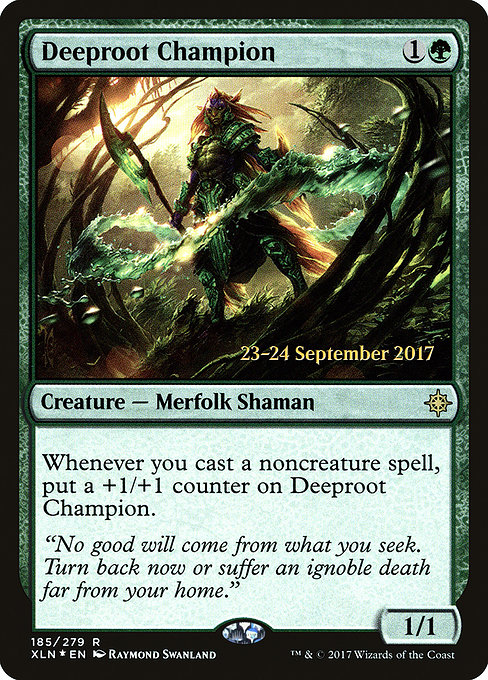 Deeproot Champion 1
23–24 September 2017
Creature — Merfolk Shaman
Whenever you cast a noncreature spell,
put a +1/+1 counter on Deeproot
Champion.
“No good will come from what you seek.
Turn back now or suffer an ignoble death
far from your home.”
1/1
185/279 R
XLN ★ EN Raymond Swanland
™ & © 2017 Wizards of the Coast